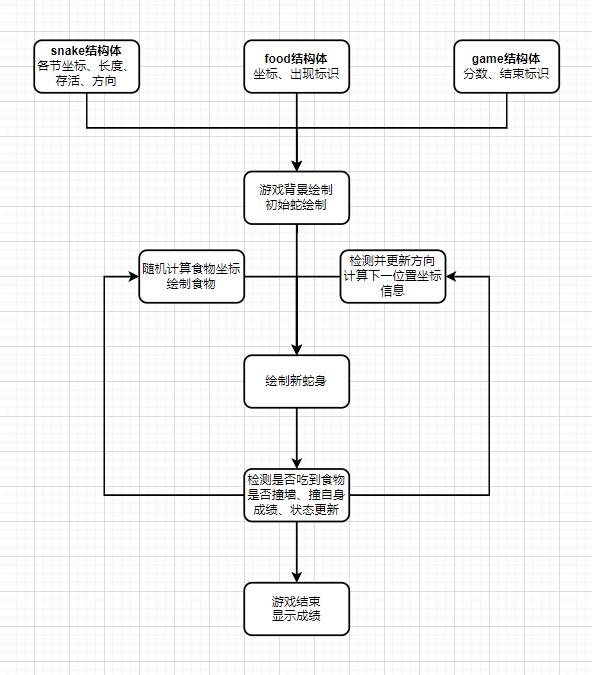 snake结构体
各节坐标、长度、
存活、方向
food结构体
坐标、出现标识
game结构体
分数、结束标识
游戏背景绘制
初始蛇绘制
随机计算食物坐标
绘制食物
检测并更新方向
计算下一位置坐标
信息
绘制新蛇身
检测是否吃到食物
是否撞墙、撞自身
成绩、状态更新
游戏结束
显示成绩